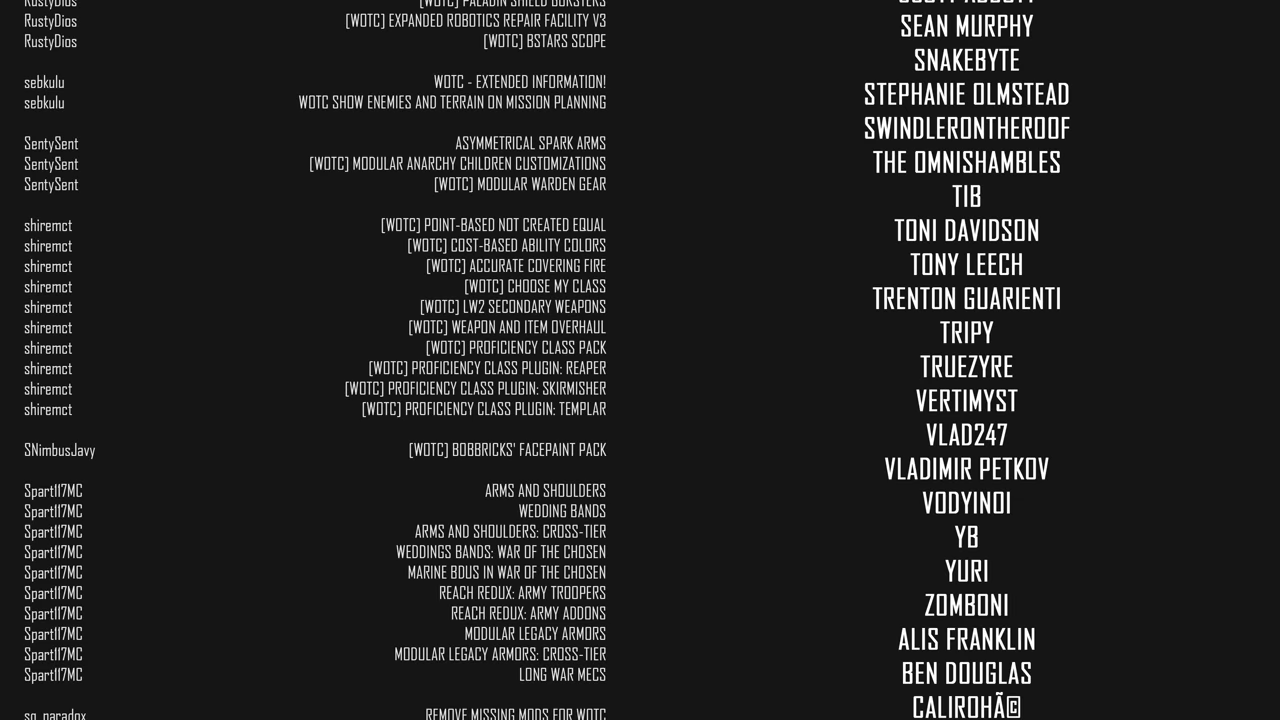 RustyDios [WOTC] PALADIN SHIELD BURSTERS
RustyDios [WOTC] EXPANDED ROBOTICS REPAIR FACILITY V3
RustyDios [WOTC] BSTARS SCOPE
sebkulu WOTC - EXTENDED INFORMATION!
sebkulu WOTC SHOW ENEMIES AND TERRAIN ON MISSION PLANNING
SentySent ASYMMETRICAL SPARK ARMS
SentySent [WOTC] MODULAR ANARCHY CHILDREN CUSTOMIZATIONS
SentySent [WOTC] MODULAR WARDEN GEAR
shiremct [WOTC] POINT-BASED NOT CREATED EQUAL
shiremct [WOTC] COST-BASED ABILITY COLORS
shiremct [WOTC] ACCURATE COVERING FIRE
shiremct [WOTC] CHOOSE MY CLASS
shiremct [WOTC] LW2 SECONDARY WEAPONS
shiremct [WOTC] WEAPON AND ITEM OVERHAUL
shiremct [WOTC] PROFICIENCY CLASS PACK
shiremct [WOTC] PROFICIENCY CLASS PLUGIN: REAPER
shiremct [WOTC] PROFICIENCY CLASS PLUGIN: SKIRMISHER
shiremct [WOTC] PROFICIENCY CLASS PLUGIN: TEMPLAR
SNimbusJavy [WOTC] BOBBRICKS' FACEPAINT PACK
Spart117MC ARMS AND SHOULDERS
Spart117MC WEDDING BANDS
Spart117MC ARMS AND SHOULDERS: CROSS-TIER
Spart117MC WEDDINGS BANDS: WAR OF THE CHOSEN
Spart117MC MARINE BDUS IN WAR OF THE CHOSEN
Spart117MC REACH REDUX: ARMY TROOPERS
Spart117MC REACH REDUX: ARMY ADDONS
Spart117MC MODULAR LEGACY ARMORS
Spart117MC MODULAR LEGACY ARMORS: CROSS-TIER
Spart117MC LONG WAR MECS
sq_paradox REMOVE MISSING MODS FOR WOTC
SEAN MURPHY
SNAKEBYTE
STEPHANIE OLMSTEAD
SWINDLERONTHEROOF
THE OMNISHAMBLES
TIB
TONI DAVIDSON
TONY LEECH
TRENTON GUARIENTI
TRIPY
TRUEZYRE
VERTIMYST
VLAD247
VLADIMIR PETKOV
VODYINOI
YB
YURI
ZOMBONI
ALIS FRANKLIN
BEN DOUGLAS
CALIROHÃ©